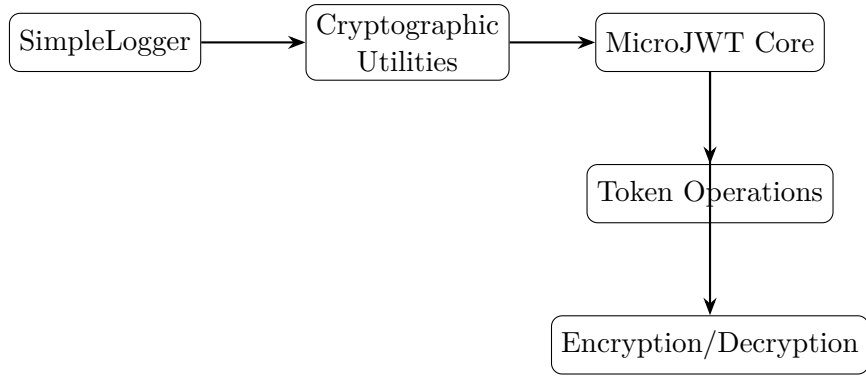 SimpleLogger
Cryptographic
Utilities
MicroJWT Core
Token Operations
Encryption/Decryption